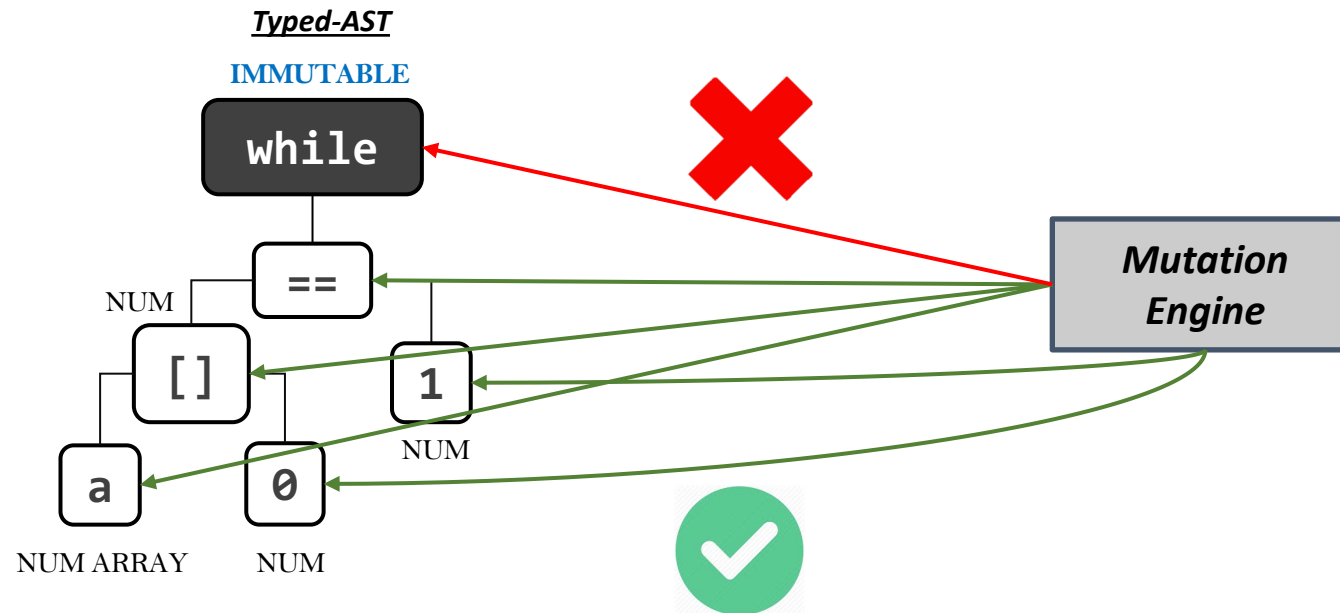 Typed-AST
IMMUTABLE
while
==
NUM
[]
1
NUM
a
0
NUM ARRAY
NUM
Mutation
Engine